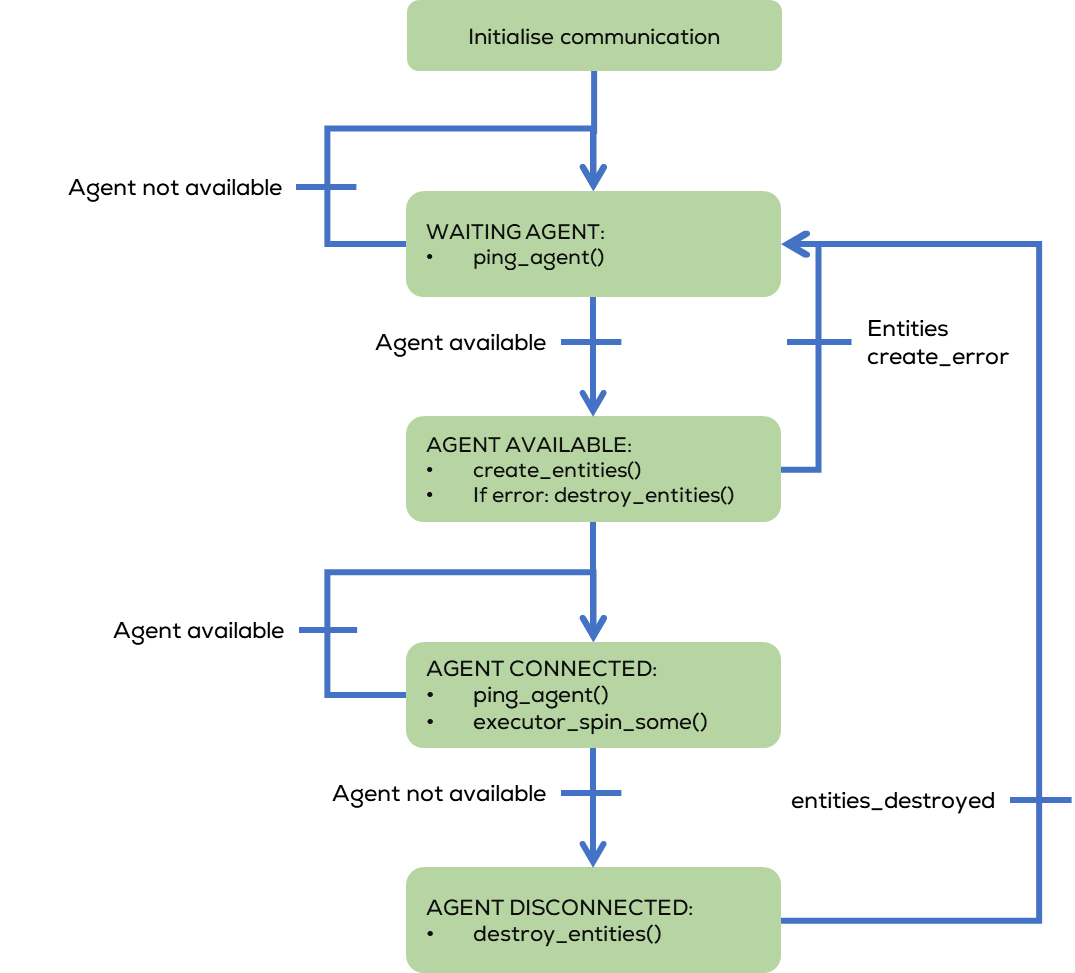 Initialise communication
Agent not available
WAITING AGENT:
• ping_agent()
Agent available
Entities
create_error
AGENT AVAILABLE:
• create_entities()
• If error: destroy_entities()
Agent available
AGENT CONNECTED:
• ping_agent()
• executor_spin_some()
Agent not available
entities_destroyed
AGENT DISCONNECTED:
• destroy_entities()